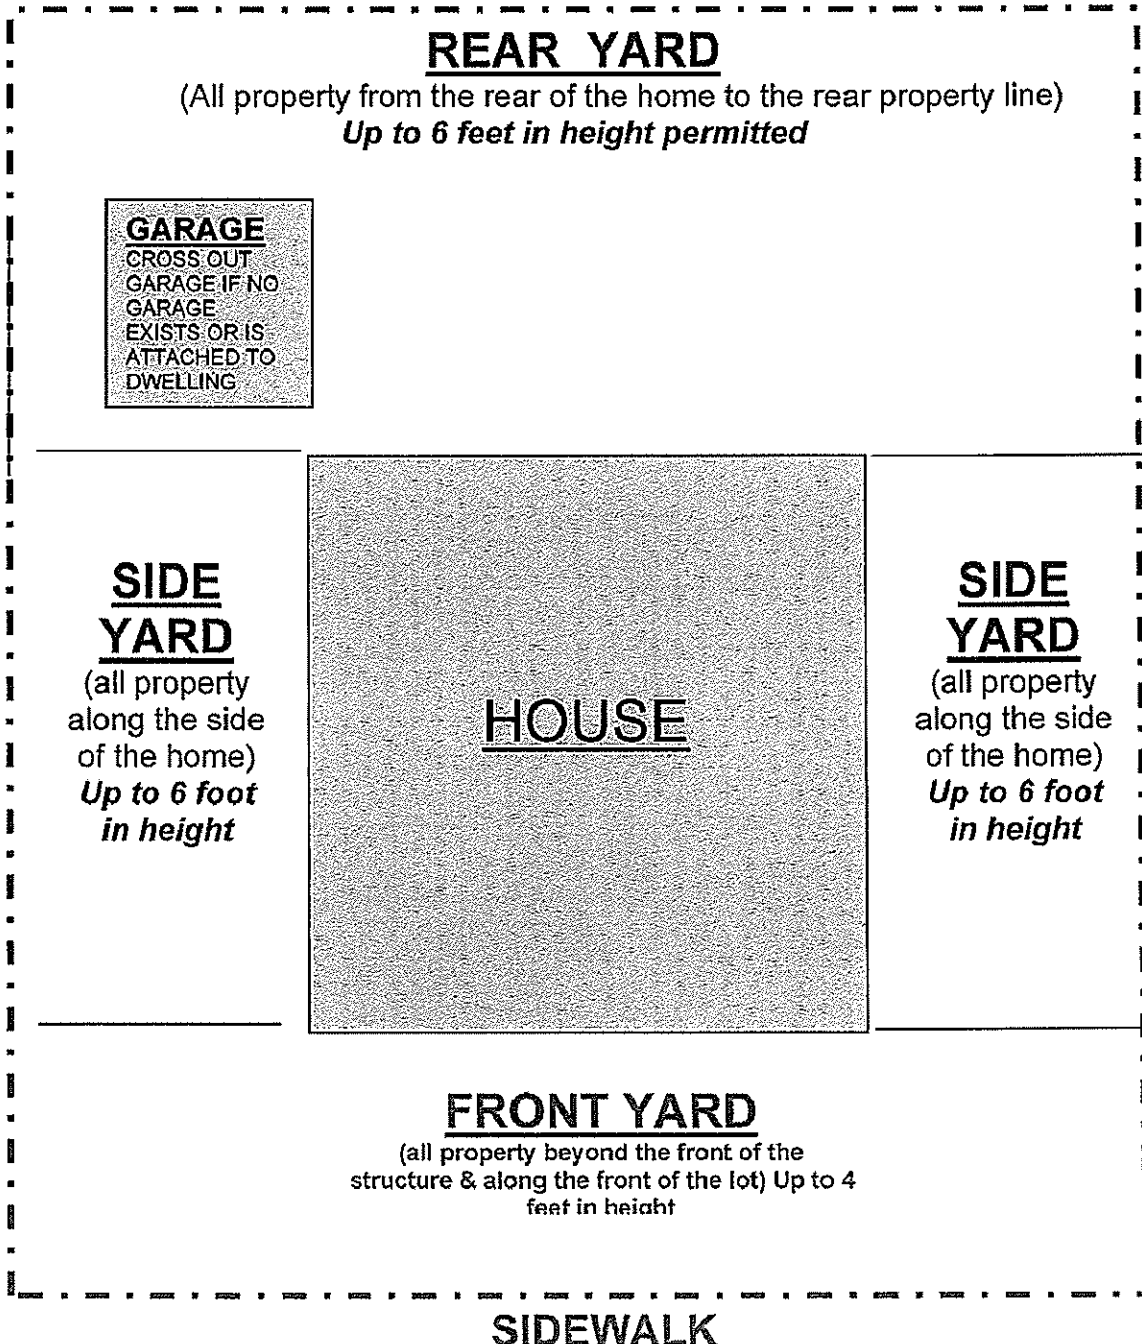 REAR YARD
(All property from the rear of the home to the rear property line)
Up to 6 feet in height permitted
GARAGE
CROSS OUT
GARAGE IF NO
GARAGE
EXISTS OR IS
ATTACHED TO
DWELLING
SIDE
YARD
(all property
along the side
of the home)
Up to 6 foot
in height
HOUSE
SIDE
YARD
(all property
along the side
of the home)
Up to 6 foot
in height
FRONT YARD
(all property beyond the front of the
structure & along the front of the lot) Up to 4
feet in height
SIDEWALK